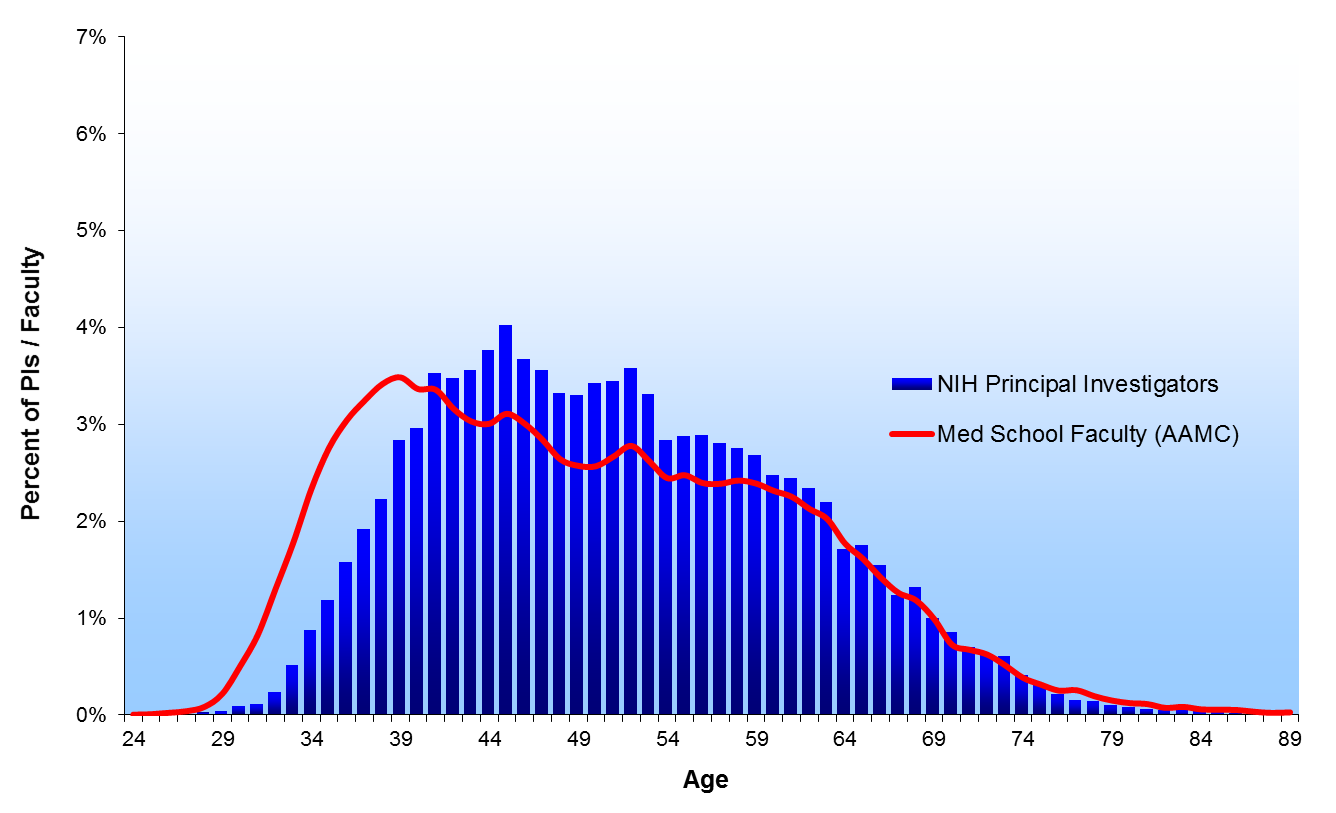 7%
6%
5%
4%
3%
2%
1%
0%
Percent of PIs / Faculty
NIH Principal Investigators
Med School Faculty (AAMC)
24 29 34 39 44 49 54 59 64 69 74 79 84 89
Age